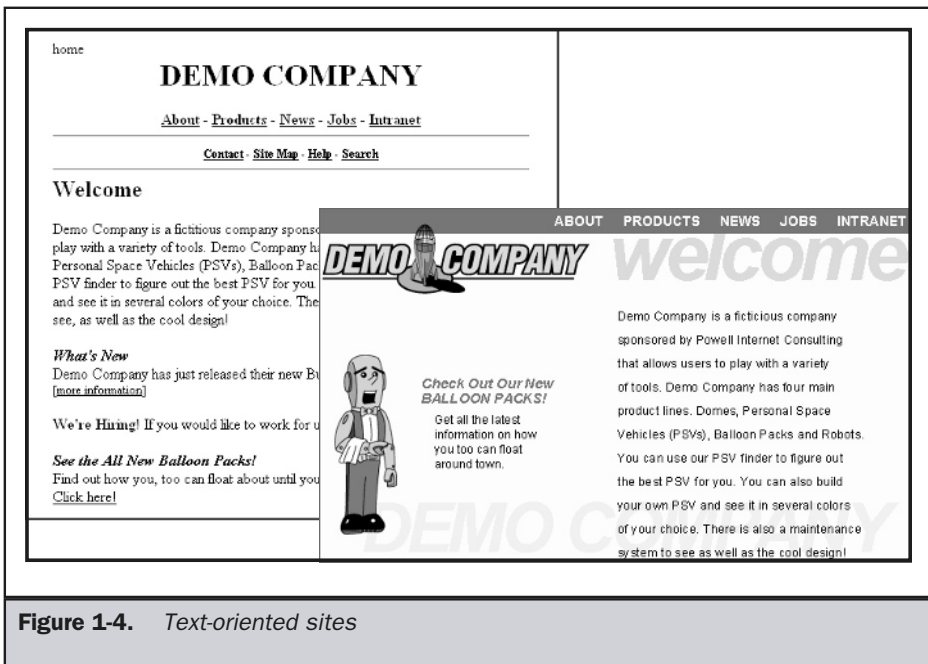 home
DEMO COMPANY
About - Products - News - Jobs - Intranet
Contact - Site Map - Help - Search
Welcome
Demo Company is a fictitious company spons
play with a variety of tools. Demo Company ha
Personal Space Vehicles (PSVs), Balloon Pac
PSV finder to figure out the best PSV for you.
and see it in several colors of your choice. The
see, as well as the cool design!
What's New
Demo Company has just released their new B
[more information]
We're Hiring! If you would like to work for u
See the All New Balloon Packs!
Find out how you, too can float about until you
Click here!
ABOUT PRODUCTS NEWS JOBS INTRANET
DEMO COMPANY
welcome
Check Out Our New
BALLOON PACKS!
Get all the latest
information on how
you too can float
around town.
Demo Company is a ficticious company
sponsored by Powell Internet Consulting
that allows users to play with a variety
of tools. Demo Company has four main
product lines. Domes, Personal Space
Vehicles (PSVs), Balloon Packs and Robots.
You can use our PSV finder to figure out
the best PSV for you. You can also build
your own PSV and see it in several colors
of your choice. There is also a maintenance
system to see as well as the cool design!
DEMO COMPANY
Figure 1-4. Text-oriented sites